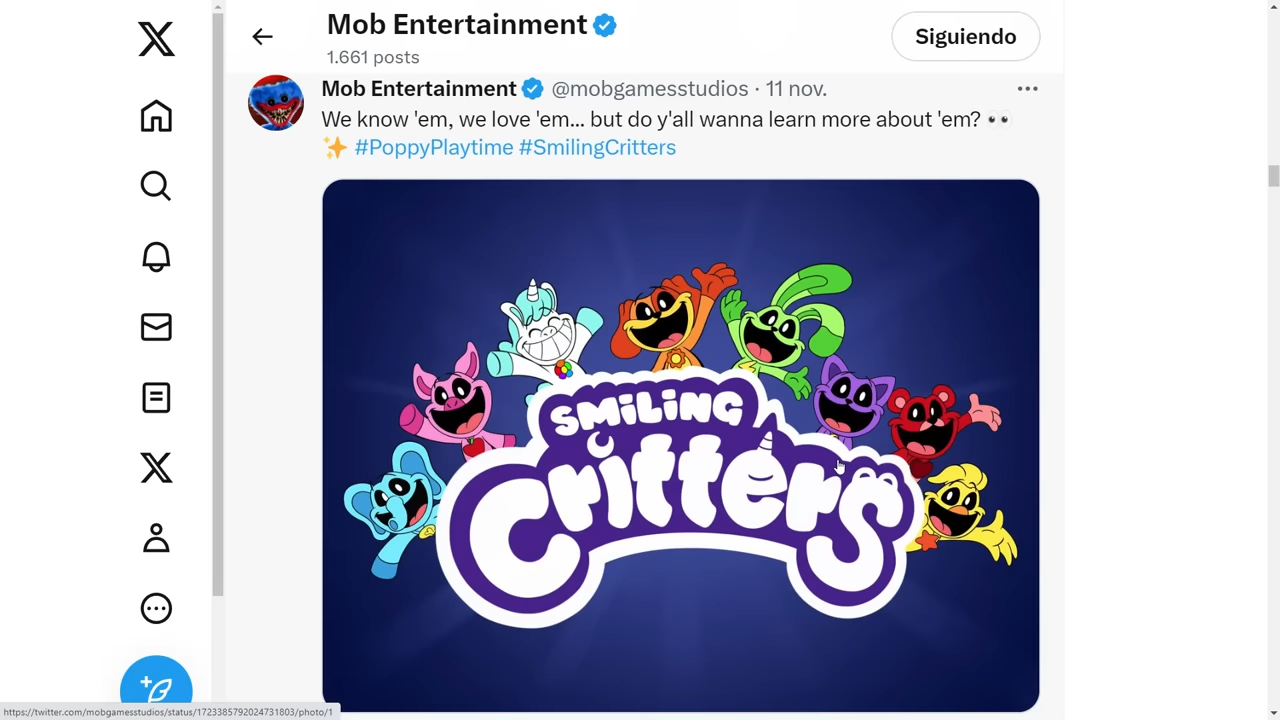 Mob Entertainment
1.661 posts
Siguiendo
Mob Entertainment @mobgamesstudios · 11 nov.
We know 'em, we love 'em... but do y'all wanna learn more about 'em? 👀
✨ #PoppyPlaytime #SmilingCritters
SMiLiNG
Critters
https://twitter.com/mobgamesstudios/status/1723385792024731803/photo/1